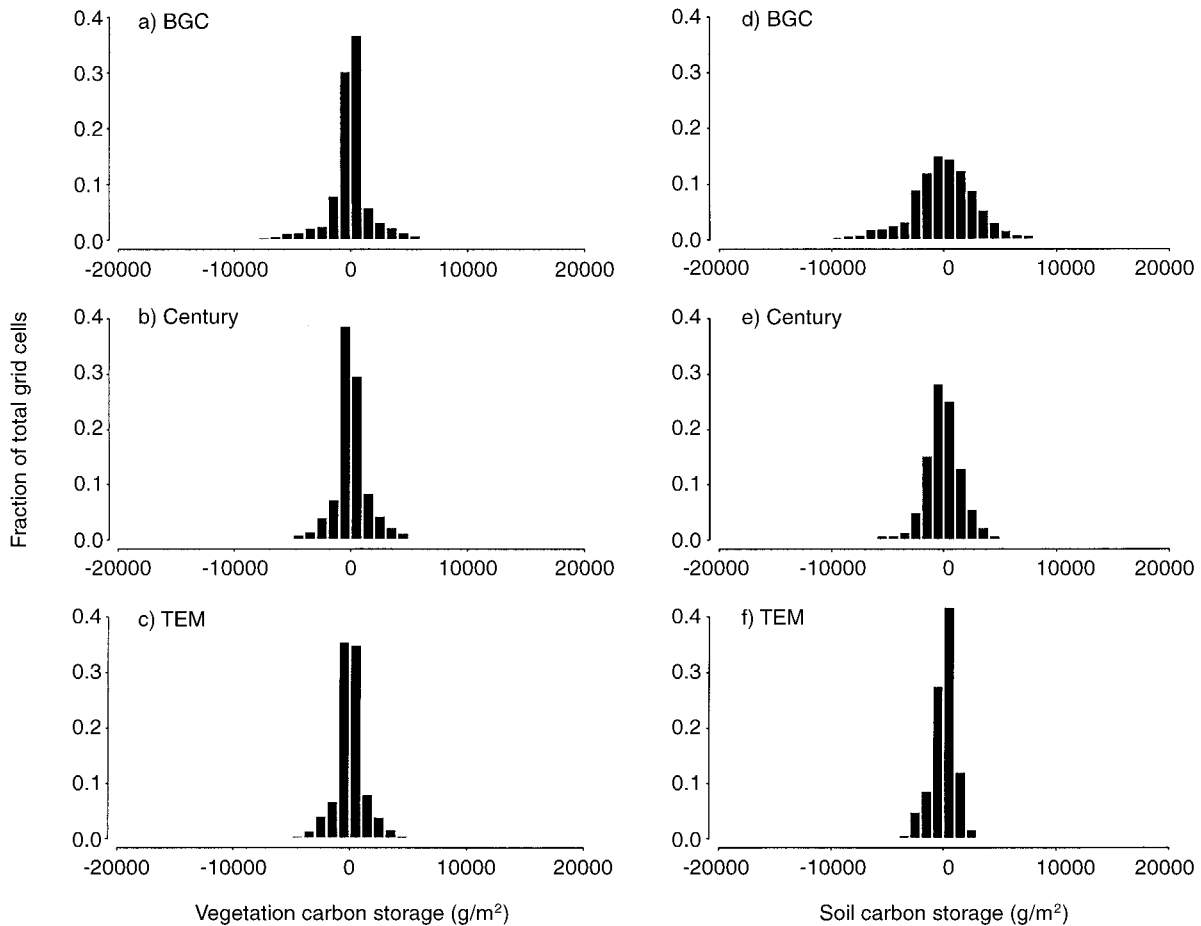 Fraction of total grid cells
a) BGC
0.4
0.3
0.2
0.1
0.0
-20000 -10000 0 10000 20000
b) Century
0.4
0.3
0.2
0.1
0.0
-20000 -10000 0 10000 20000
c) TEM
0.4
0.3
0.2
0.1
0.0
-20000 -10000 0 10000 20000
Vegetation carbon storage (g/m²)
d) BGC
0.4
0.3
0.2
0.1
0.0
-20000 -10000 0 10000 20000
e) Century
0.4
0.3
0.2
0.1
0.0
-20000 -10000 0 10000 20000
f) TEM
0.4
0.3
0.2
0.1
0.0
-20000 -10000 0 10000 20000
Soil carbon storage (g/m²)